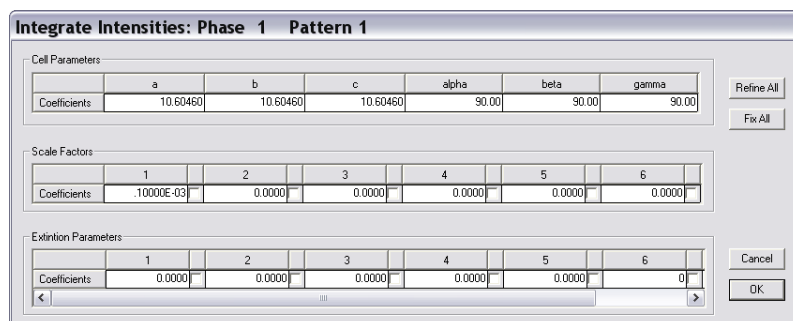 Integrate Intensities: Phase 1 Pattern 1
Cell Parameters
a b c alpha beta gamma
Coefficients 10.60460 10.60460 10.60460 90.00 90.00 90.00
Refine All
Fix All
Scale Factors
1 2 3 4 5 6
Coefficients .10000E-03 0.0000 0.0000 0.0000 0.0000 0.0000
Extintion Parameters
1 2 3 4 5 6
Coefficients 0.0000 0.0000 0.0000 0.0000 0.0000 0
Cancel
OK